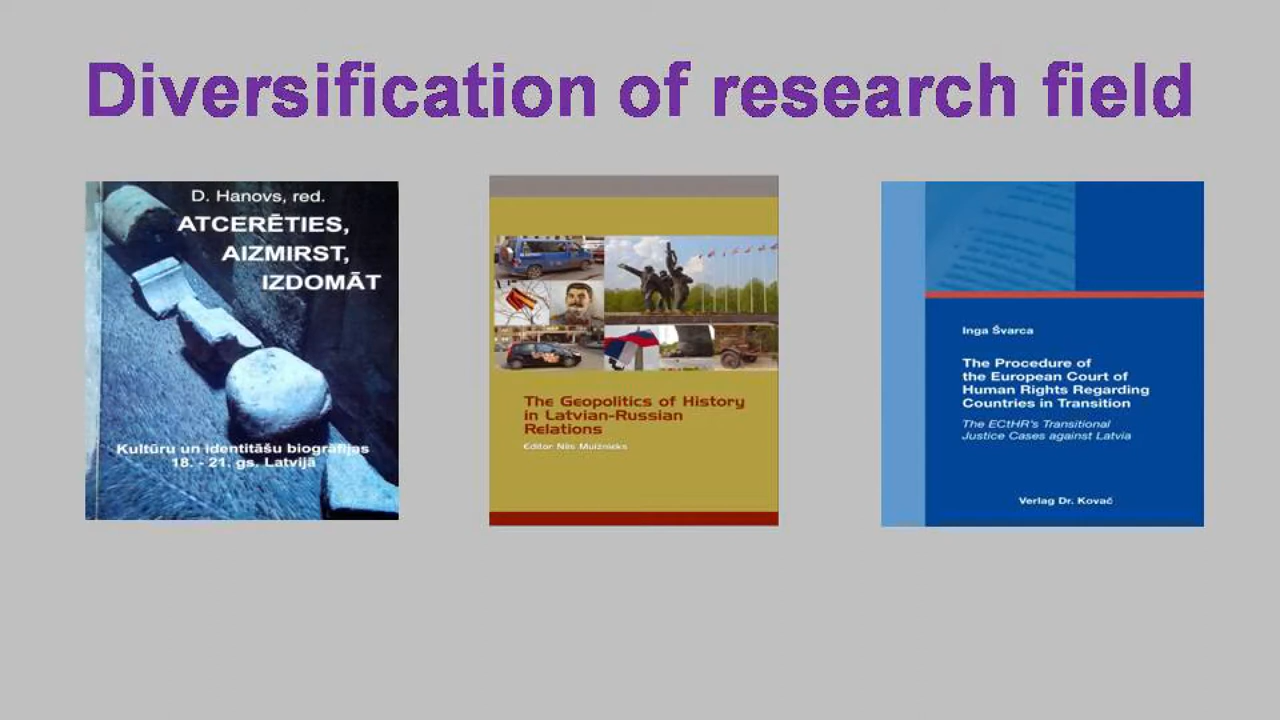 Diversification of research field
D. Hanovs, red.
ATCERĒTIES,
AIZMIRST,
IZDOMĀT
Kultūru un identitāšu biogrāfijas
18. - 21. gs. Latvijā
The Geopolitics of History
in Latvian-Russian
Relations
Editor Nils Muižnieks
Inga Švarca
The Procedure of
the European Court of
Human Rights Regarding
Countries in Transition
The ECtHR's Transitional
Justice Cases against Latvia
Verlag Dr. Kovač